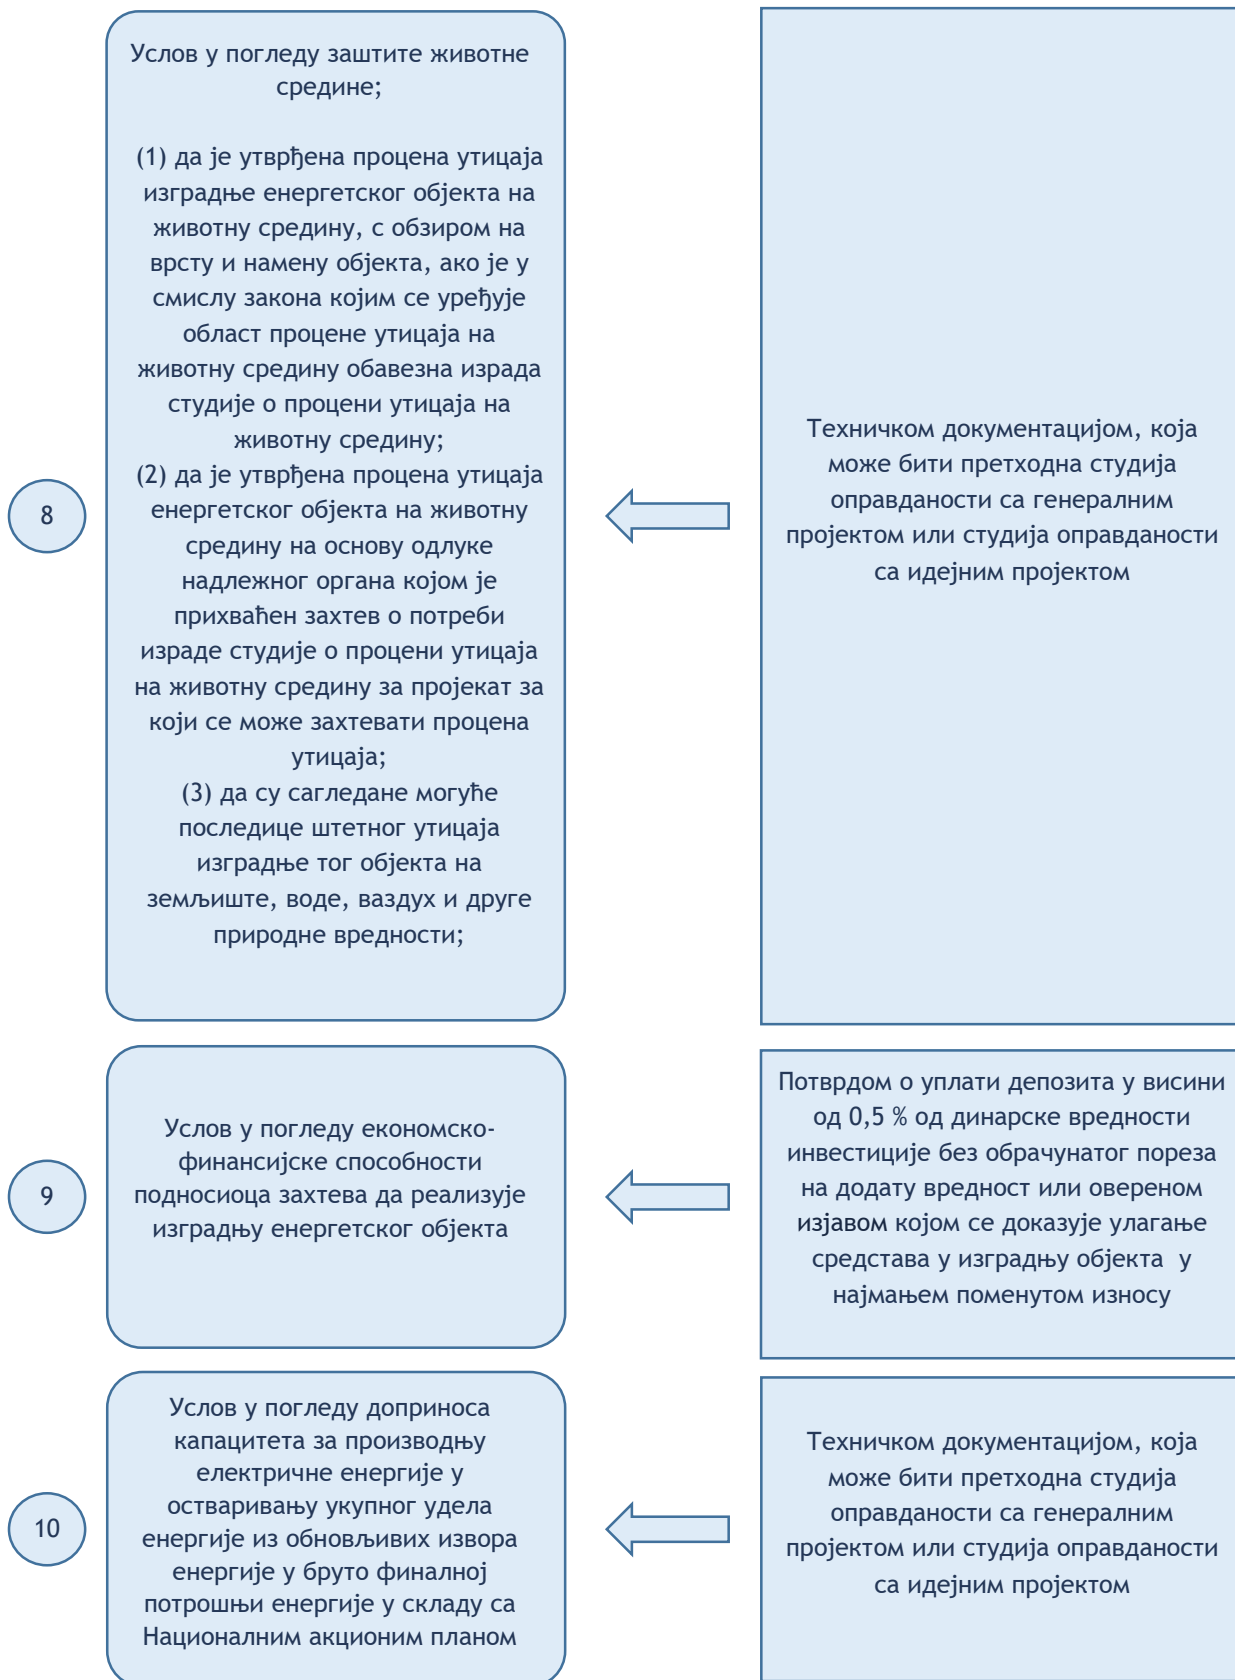 Услов у погледу заштите животне
средине;
(1) да је утврђена процена утицаја
изградње енергетског објекта на
животну средину, с обзиром на
врсту и намену објекта, ако је у
смислу закона којим се уређује
област процене утицаја на
животну средину обавезна израда
студије о процени утицаја на
животну средину;
(2) да је утврђена процена утицаја
енергетског објекта на животну
средину на основу одлуке
надлежног органа којом је
прихваћен захтев о потреби
израде студије о процени утицаја
на животну средину за пројекат за
који се може захтевати процена
утицаја;
(3) да су сагледане могуће
последице штетног утицаја
изградње тог објекта на
земљиште, воде, ваздух и друге
природне вредности;
8
Техничком документацијом, која
може бити претходна студија
оправданости са генералним
пројектом или студија оправданости
са идејним пројектом
9
Услов у погледу економско-
финансијске способности
подносиоца захтева да реализује
изградњу енергетског објекта
Потврдом о уплати депозита у висини
од 0,5 % од динарске вредности
инвестиције без обрачунатог пореза
на додату вредност или овереном
изјавом којом се доказује улагање
средстава у изградњу објекта у
најмањем поменутом износу
10
Услов у погледу доприноса
капацитета за производњу
електричне енергије у
остваривању укупног удела
енергије из обновљивих извора
енергије у бруто финалној
потрошњи енергије у складу са
Националним акционим планом
Техничком документацијом, која
може бити претходна студија
оправданости са генералним
пројектом или студија оправданости
са идејним пројектом